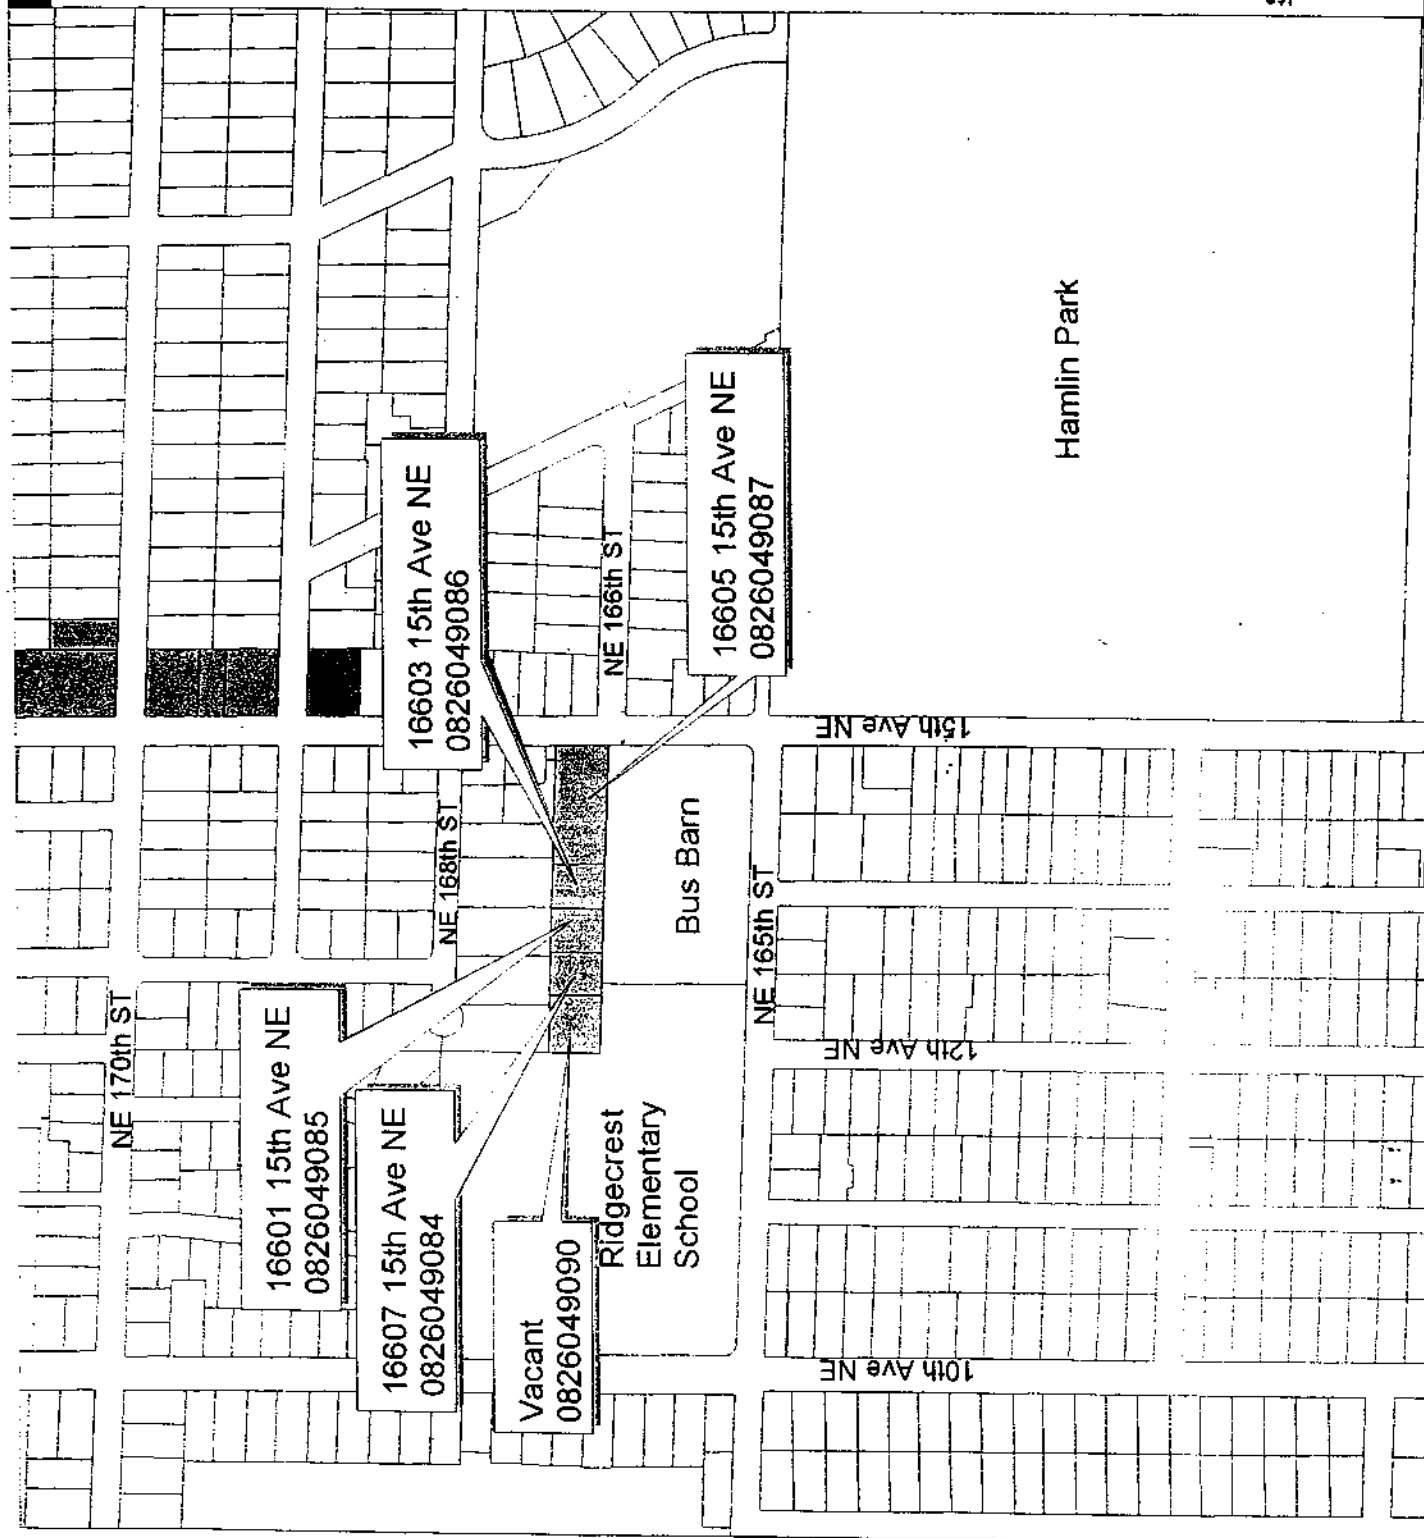 16603 15th Ave NE
0826049086
16605 15th Ave NE
0826049087
16601 15th Ave NE
0826049085
16607 15th Ave NE
0826049084
Vacant
0826049090
NE 170th ST
NE 168th ST
NE 166th ST
NE 165th ST
15th Ave NE
12th Ave NE
10th Ave NE
Bus Barn
Ridgecrest
Elementary
School
Hamlin Park